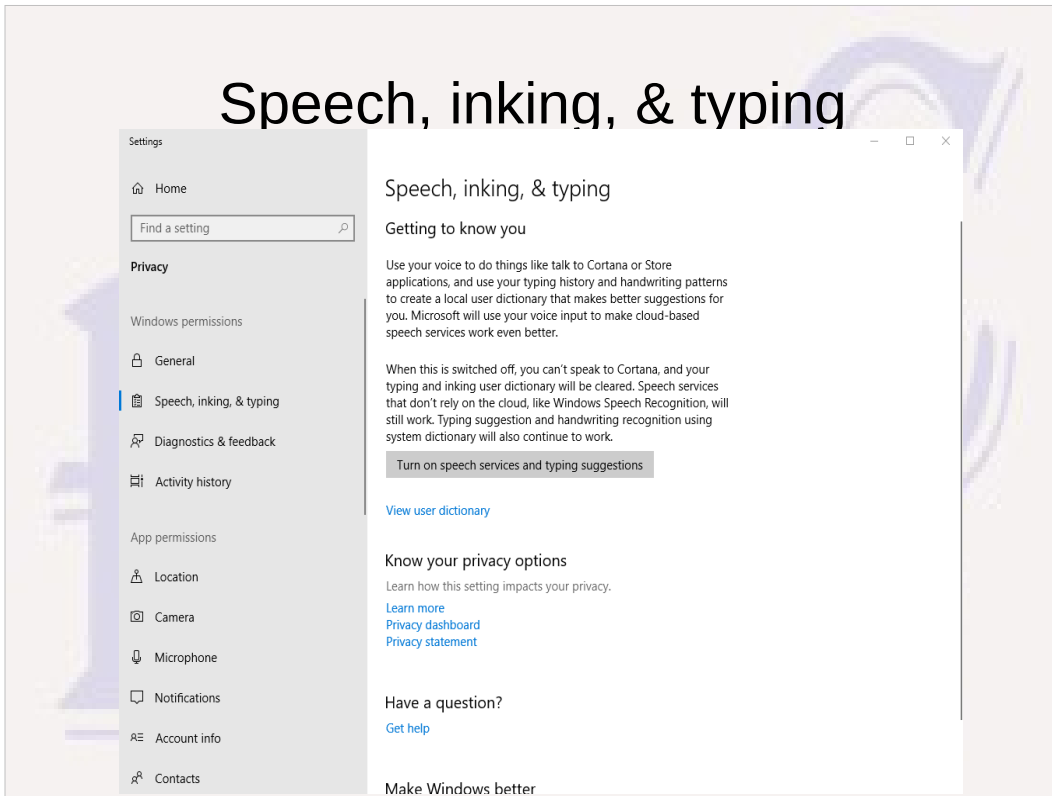 Speech, inking, & typing
Settings
Home
Find a setting
Privacy
Windows permissions
General
Speech, inking, & typing
Diagnostics & feedback
Activity history
App permissions
Location
Camera
Microphone
Notifications
Account info
Contacts
Speech, inking, & typing
Getting to know you
Use your voice to do things like talk to Cortana or Store
applications, and use your typing history and handwriting patterns
to create a local user dictionary that makes better suggestions for
you. Microsoft will use your voice input to make cloud-based
speech services work even better.
When this is switched off, you can't speak to Cortana, and your
typing and inking user dictionary will be cleared. Speech services
that don't rely on the cloud, like Windows Speech Recognition, will
still work. Typing suggestion and handwriting recognition using
system dictionary will also continue to work.
Turn on speech services and typing suggestions
View user dictionary
Know your privacy options
Learn how this setting impacts your privacy.
Learn more
Privacy dashboard
Privacy statement
Have a question?
Get help
Make Windows better